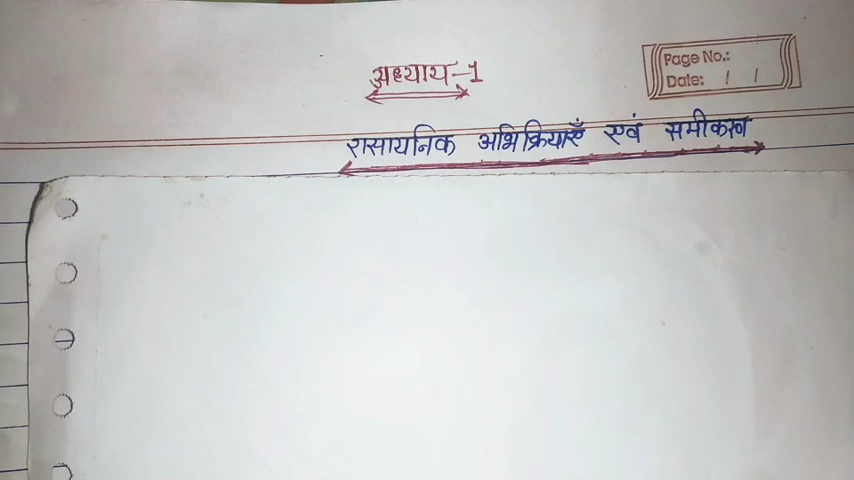 अध्याय-1
Page No.:
Date: / /
रासायनिक अभिक्रियाएँ एवं समीकरण